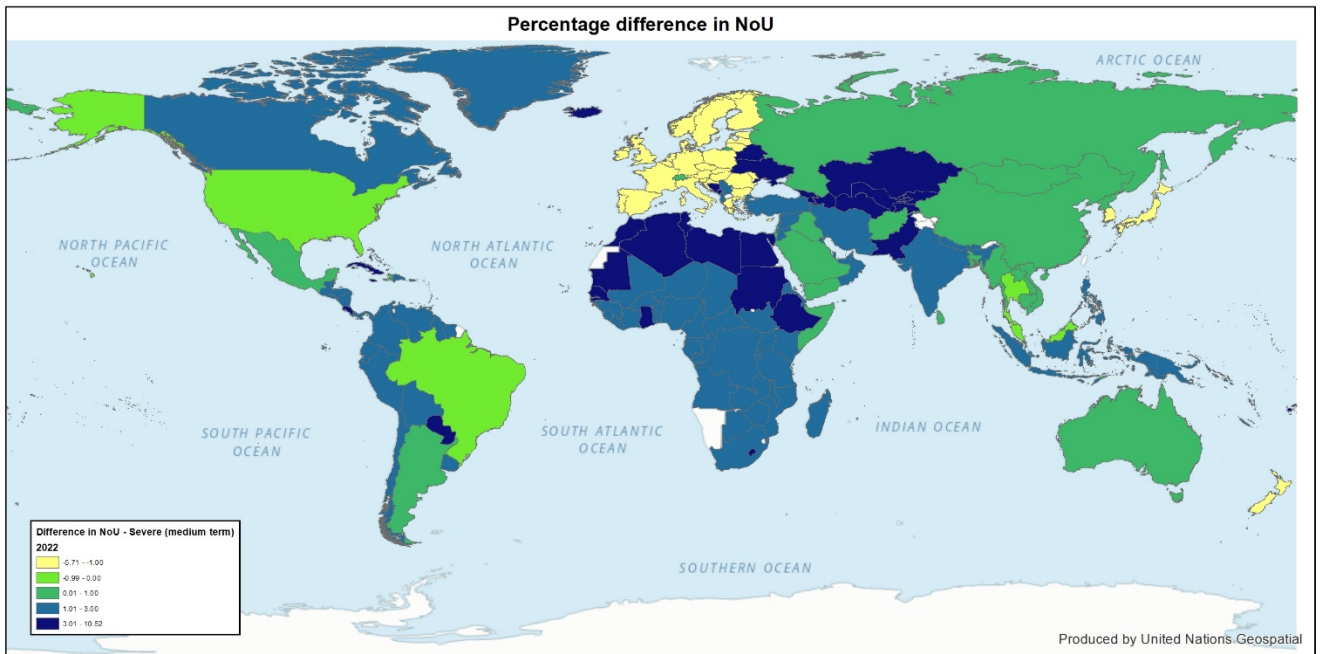 Percentage difference in NoU
ARCTIC OCEAN
NORTH PACIFIC
OCEAN
NORTH ATLANTIC
OCEAN
SOUTH PACIFIC
OCEAN
SOUTH ATLANTIC
OCEAN
INDIAN OCEAN
SOUTHERN OCEAN
Difference in NoU - Severe (medium term)
2022
-5.71 - -1.00
-0.99 - 0.00
0.01 - 1.00
1.01 - 3.00
3.01 - 10.52
Produced by United Nations Geospatial